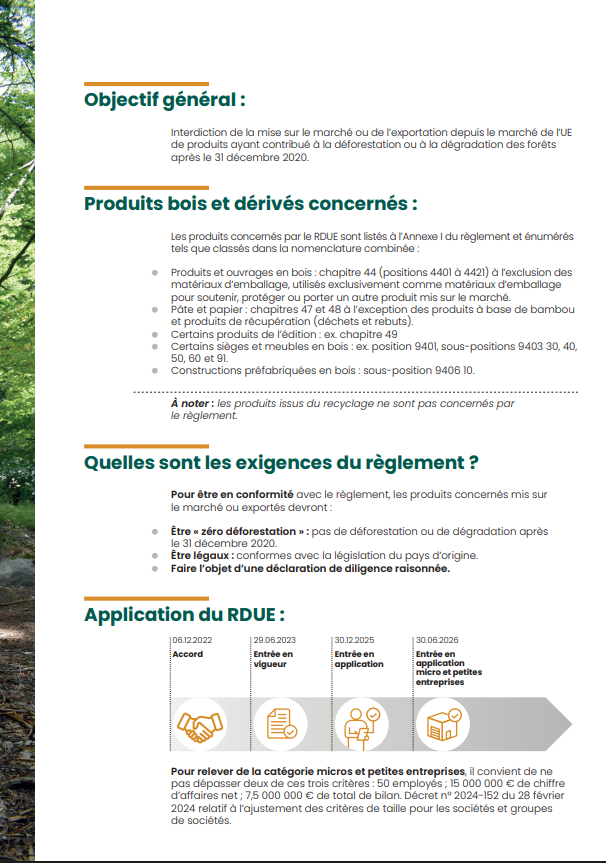 Objectif général :
Interdiction de la mise sur le marché ou de l'exportation depuis le marché de l'UE
de produits ayant contribué à la déforestation ou à la dégradation des forêts
après le 31 décembre 2020.
Produits bois et dérivés concernés :
Les produits concernés par le RDUE sont listés à l'Annexe I du règlement et énumérés
tels que classés dans la nomenclature combinée :
Produits et ouvrages en bois : chapitre 44 (positions 4401 à 4421) à l'exclusion des
matériaux d'emballage, utilisés exclusivement comme matériaux d'emballage
pour soutenir, protéger ou porter un autre produit mis sur le marché.
Pâte et papier : chapitres 47 et 48 à l'exception des produits à base de bambou
et produits de récupération (déchets et rebuts).
Certains produits de l'édition : ex. chapitre 49
Certains sièges et meubles en bois : ex. position 9401, sous-positions 9403 30, 40,
50, 60 et 91.
Constructions préfabriquées en bois : sous-position 9406 10.
À noter : les produits issus du recyclage ne sont pas concernés par
le règlement.
Quelles sont les exigences du règlement ?
Pour être en conformité avec le règlement, les produits concernés mis sur
le marché ou exportés devront :
Être « zéro déforestation » : pas de déforestation ou de dégradation après
le 31 décembre 2020.
Être légaux : conformes avec la législation du pays d'origine.
Faire l'objet d'une déclaration de diligence raisonnée.
Application du RDUE :
06.12.2022
Accord
29.06.2023
Entrée en
vigueur
30.12.2025
Entrée en
application
30.06.2026
Entrée en
application
micro et petites
entreprises
Pour relever de la catégorie micros et petites entreprises, il convient de ne
pas dépasser deux de ces trois critères : 50 employés ; 15 000 000 € de chiffre
d'affaires net ; 7,5 000 000 € de total de bilan. Décret n° 2024-152 du 28 février
2024 relatif à l'ajustement des critères de taille pour les sociétés et groupes
de sociétés.